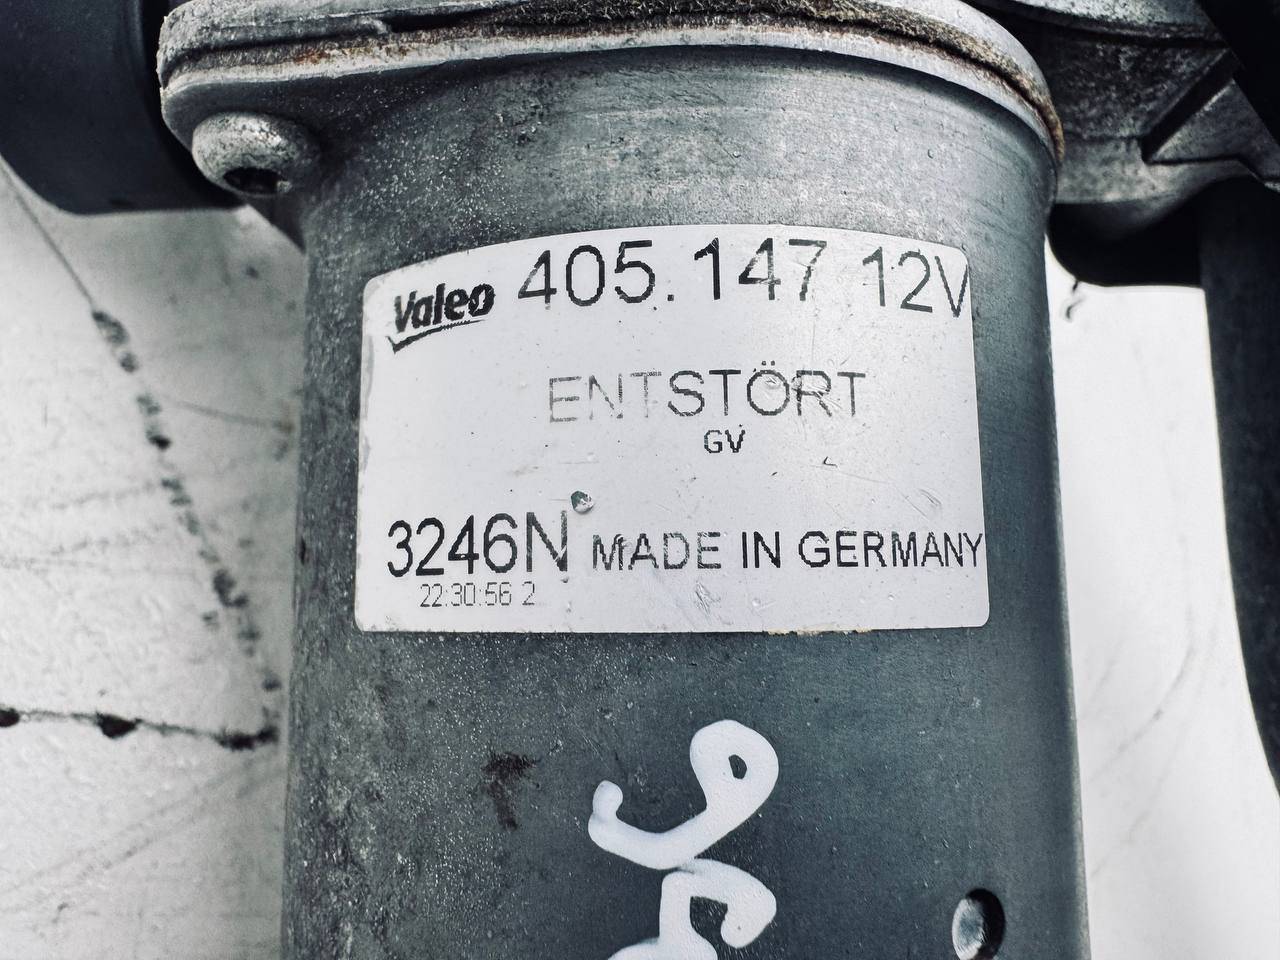 Valeo 405.147 12V
ENTSTÖRT
GV
3246N MADE IN GERMANY
22:30:56 2